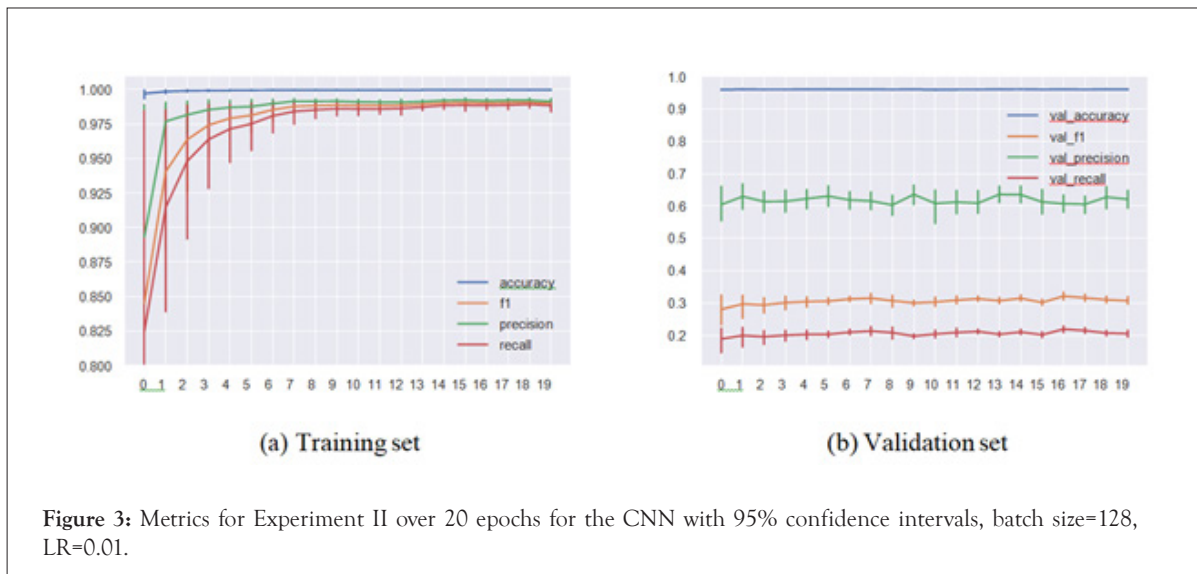 1.000
0.975
0.950
0.925
0.900
0.875
0.850
0.825
0.800
accuracy
f1
precision
recall
0 1 2 3 4 5 6 7 8 9 10 11 12 13 14 15 16 17 18 19
(a) Training set
1.0
0.9
0.8
0.7
0.6
0.5
0.4
0.3
0.2
val_accuracy
val_f1
val_precision
val_recall
0 1 2 3 4 5 6 7 8 9 10 11 12 13 14 15 16 17 18 19
(b) Validation set
Figure 3: Metrics for Experiment II over 20 epochs for the CNN with 95% confidence intervals, batch size=128,
LR=0.01.